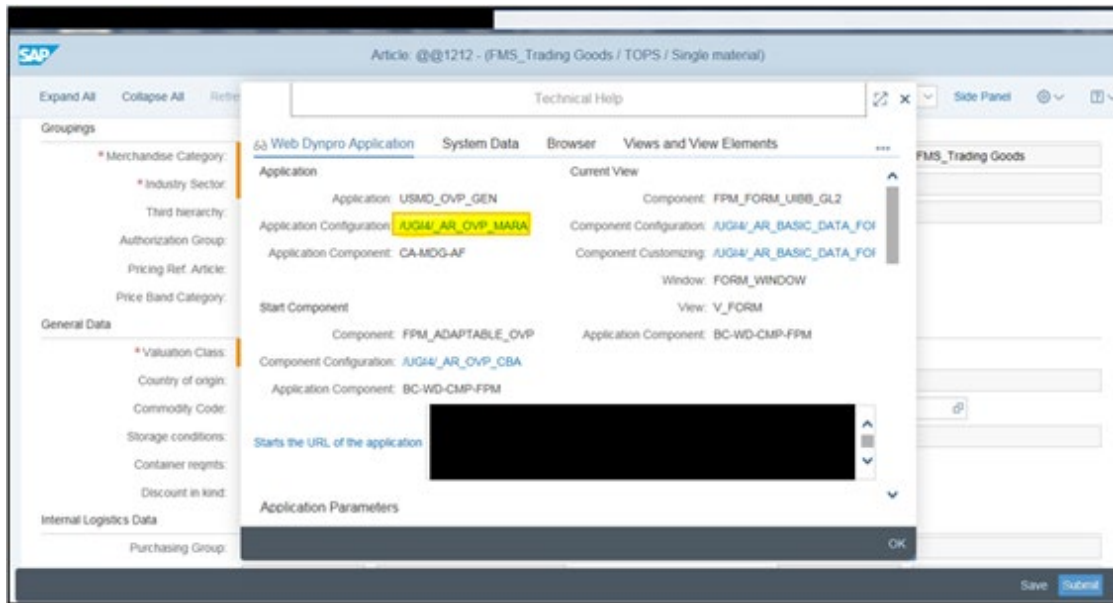 SAP
Article: @@1212 - (FMS_Trading Goods / TOPS / Single material)
Expand All Collapse All Refre Technical Help Side Panel
Groupings
* Merchandise Category: FMS_Trading Goods
* Industry Sector:
Third hierarchy:
Authorization Group:
Pricing Ref. Article:
Price Band Category:
General Data
* Valuation Class:
Country of origin:
Commodity Code:
Storage conditions:
Container reqmts:
Discount in kind:
Internal Logistics Data
Purchasing Group:
Web Dynpro Application System Data Browser Views and View Elements ...
Application
Application: USMD_OVP_GEN
Application Configuration: /UGI4/_AR_OVP_MARA
Application Component: CA-MDG-AF
Start Component
Component: FPM_ADAPTABLE_OVP
Component Configuration: /UGI4/_AR_OVP_CBA
Application Component: BC-WD-CMP-FPM
Current View
Component: FPM_FORM_UIBB_GL2
Component Configuration: /UGI4/_AR_BASIC_DATA_FOR
Component Customizing: /UGI4/_AR_BASIC_DATA_FOR
Window: FORM_WINDOW
View: V_FORM
Application Component: BC-WD-CMP-FPM
Starts the URL of the application
Application Parameters
OK
Save Submit